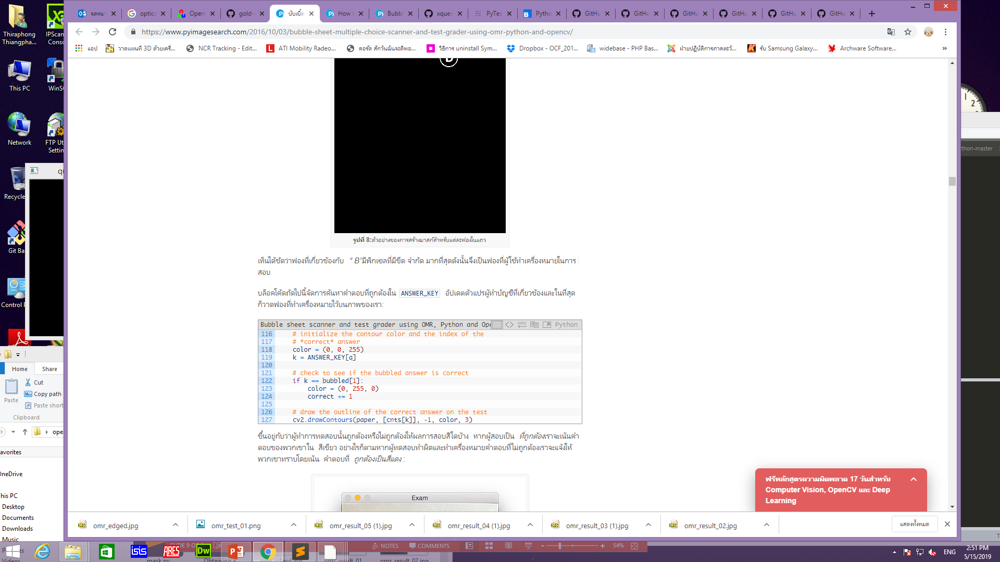 จดหม
optica
Open
gold-
บับเบิ้ล
How t
Bubbl
xqueu
PyTes
Pytho
GitHu
GitHu
GitHu
GitHu
GitHu
GitHu
https://www.pyimagesearch.com/2016/10/03/bubble-sheet-multiple-choice-scanner-and-test-grader-using-omr-python-and-opencv/
แอป
วาดแผนที่ 3D ด้วยเครื่...
NCR Tracking - Edit...
ATI Mobility Radeo...
คอร์ด สักวันฉันจะดีพอ...
วิธีการ uninstall Sym...
Dropbox - OCF_201...
widebase - PHP Bas...
ฝ่ายปฏิบัติการภาคตะวั...
รับ Samsung Galaxy...
Archware Software...
Thiraphong
Thiangpha...
IPScan
Conso
This PC
WinSC
Network
FTP Ut
Settin
Recycle
Git Ba
Control P
รูปที่ 8:ตัวอย่างของการสร้างมาสก์สำหรับแต่ละฟองในแถว
เห็นได้ชัดว่าฟองที่เกี่ยวข้องกับ “ B”มีพิกเซลที่มีขีด จำกัด มากที่สุดดังนั้นจึงเป็นฟองที่ผู้ใช้ทำเครื่องหมายในการ
สอบ
บล็อคโค้ดถัดไปนี้จัดการค้นหาคำตอบที่ถูกต้องใน ANSWER_KEY อัปเดตตัวแปรผู้ทำบัญชีที่เกี่ยวข้องและในที่สุด
ก็วาดฟองที่ทำเครื่องหมายไว้บนภาพของเรา:
Bubble sheet scanner and test grader using OMR, Python and Ope
Python
116 # initialize the contour color and the index of the
117 # *correct* answer
118 color = (0, 0, 255)
119 k = ANSWER_KEY[q]
120
121 # check to see if the bubbled answer is correct
122 if k == bubbled[1]:
123 color = (0, 255, 0)
124 correct += 1
125
126 # draw the outline of the correct answer on the test
127 cv2.drawContours(paper, [cnts[k]], -1, color, 3)
ขึ้นอยู่กับว่าผู้ทำการทดสอบนั้นถูกต้องหรือไม่ถูกต้องให้ผลการสอบสีใดบ้าง หากผู้สอบเป็น ที่ถูกต้องเราจะเน้นคำ
ตอบของพวกเขาใน สีเขียว อย่างไรก็ตามหากผู้ทดสอบทำผิดและทำเครื่องหมายคำตอบที่ไม่ถูกต้องเราจะแจ้งให้
พวกเขาทราบโดยเน้น คำตอบที่ ถูกต้องเป็นสีแดง :
Exam
ฟรีหลักสูตรความผิดพลาด 17 วันสำหรับ
Computer Vision, OpenCV และ Deep
Learning
thon-master
Home
Share
Cut
Copy path
Paste short
Paste
Clipboard
ope
avorites
OneDrive
his PC
Desktop
Documents
Downloads
Music
Videos
omr_edged.jpg
omr_test_01.png
omr_result_05 (1).jpg
omr_result_04 (1).jpg
omr_result_03 (1).jpg
omr_result_02.jpg
แสดงทั้งหมด
NOTES
COMMENTS
54%
ENG
2:51 PM
5/15/2019